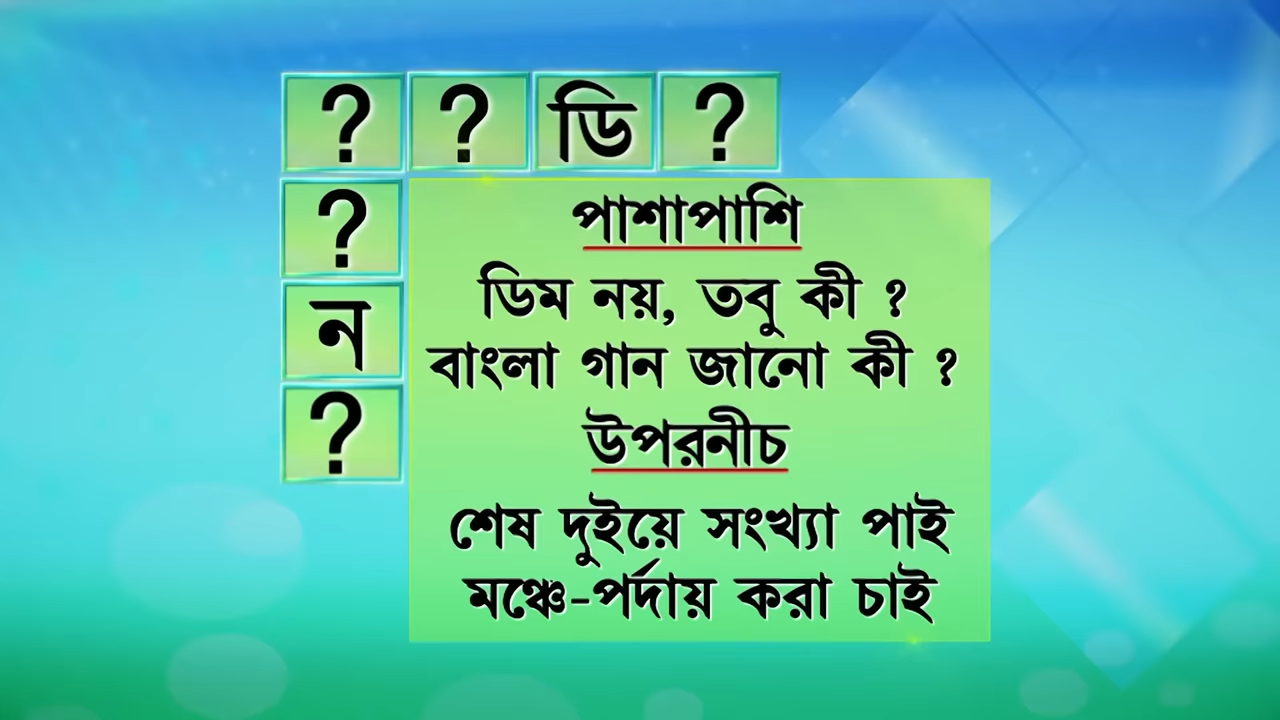 ? ? ডি ?
?
ন
?
পাশাপাশি
ডিম নয়, তবু কী ?
বাংলা গান জানো কী ?
উপরনীচ
শেষ দুইয়ে সংখ্যা পাই
মঞ্চে-পর্দায় করা চাই